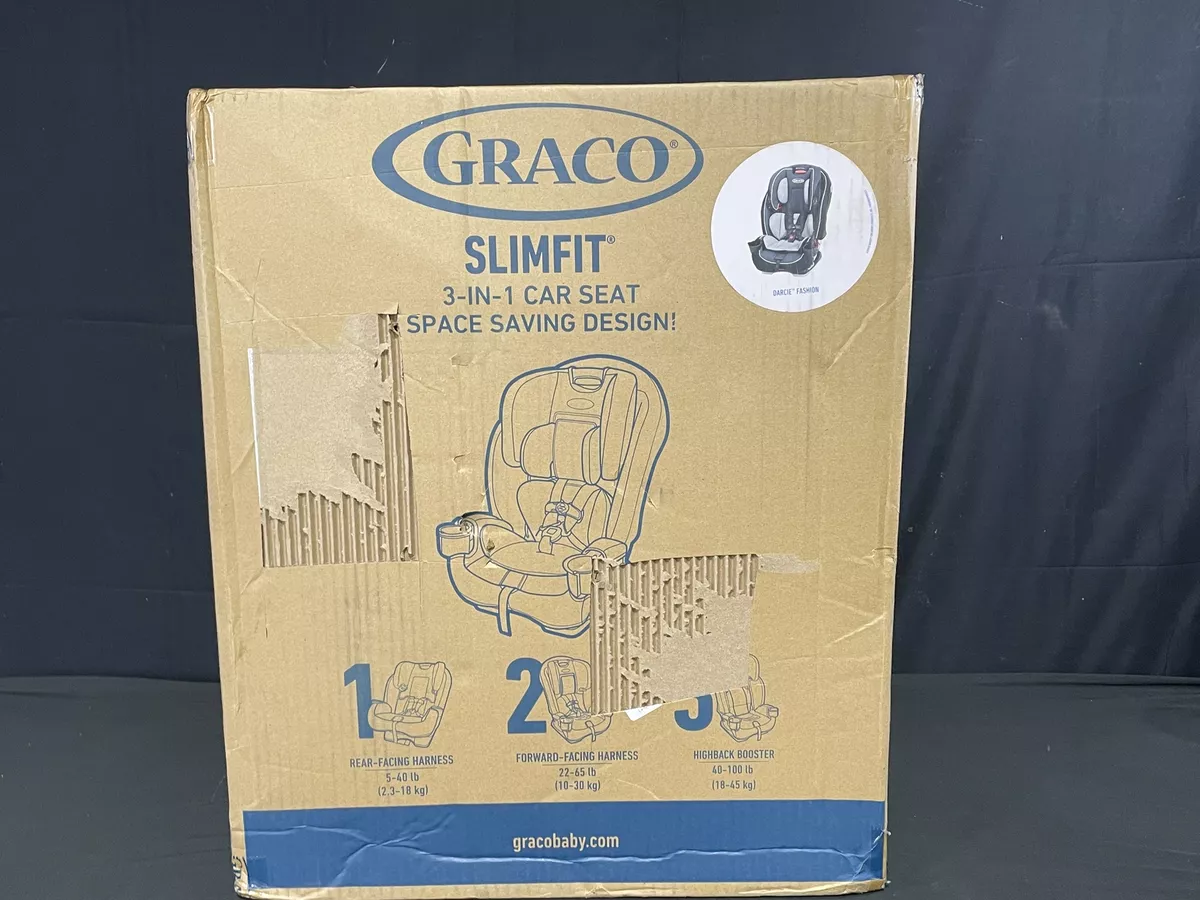 GRACO®
SLIMFIT®
3-IN-1 CAR SEAT
SPACE SAVING DESIGN!
DARCIE™ FASHION
1
REAR-FACING HARNESS
5-40 lb
(2,3-18 kg)
2
FORWARD-FACING HARNESS
22-65 lb
(10-30 kg)
3
HIGHBACK BOOSTER
40-100 lb
(18-45 kg)
gracobaby.com